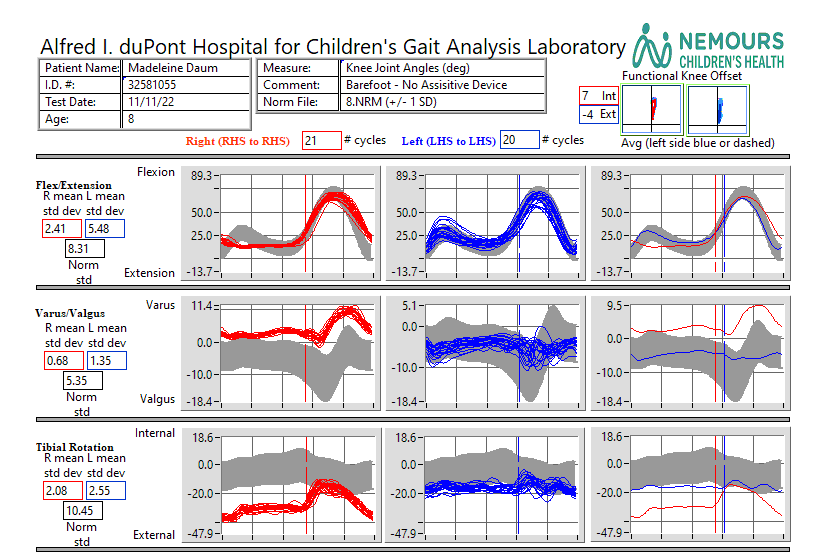 Alfred I. duPont Hospital for Children's Gait Analysis Laboratory
NEMOURS
CHILDREN'S HEALTH
Patient Name: Madeleine Daum
I.D. #: 32581055
Test Date: 11/11/22
Age: 8
Measure: Knee Joint Angles (deg)
Comment: Barefoot - No Assisitive Device
Norm File: 8.NRM (+/- 1 SD)
Functional Knee Offset
7 Int
-4 Ext
Avg (left side blue or dashed)
Right (RHS to RHS) 21 # cycles Left (LHS to LHS) 20 # cycles
Flex/Extension
R mean L mean
std dev std dev
2.41 5.48
8.31
Norm
std
Flexion
Extension
89.3
50.0
25.0
-13.7
89.3
50.0
25.0
-13.7
89.3
50.0
25.0
-13.7
Varus/Valgus
R mean L mean
std dev std dev
0.68 1.35
5.35
Norm
std
Varus
Valgus
11.4
0.0
-10.0
-18.4
5.1
0.0
-10.0
-18.4
9.5
0.0
-10.0
-18.4
Tibial Rotation
R mean L mean
std dev std dev
2.08 2.55
10.45
Norm
std
Internal
External
18.6
0.0
-20.0
-47.9
18.6
0.0
-20.0
-47.9
18.6
0.0
-20.0
-47.9